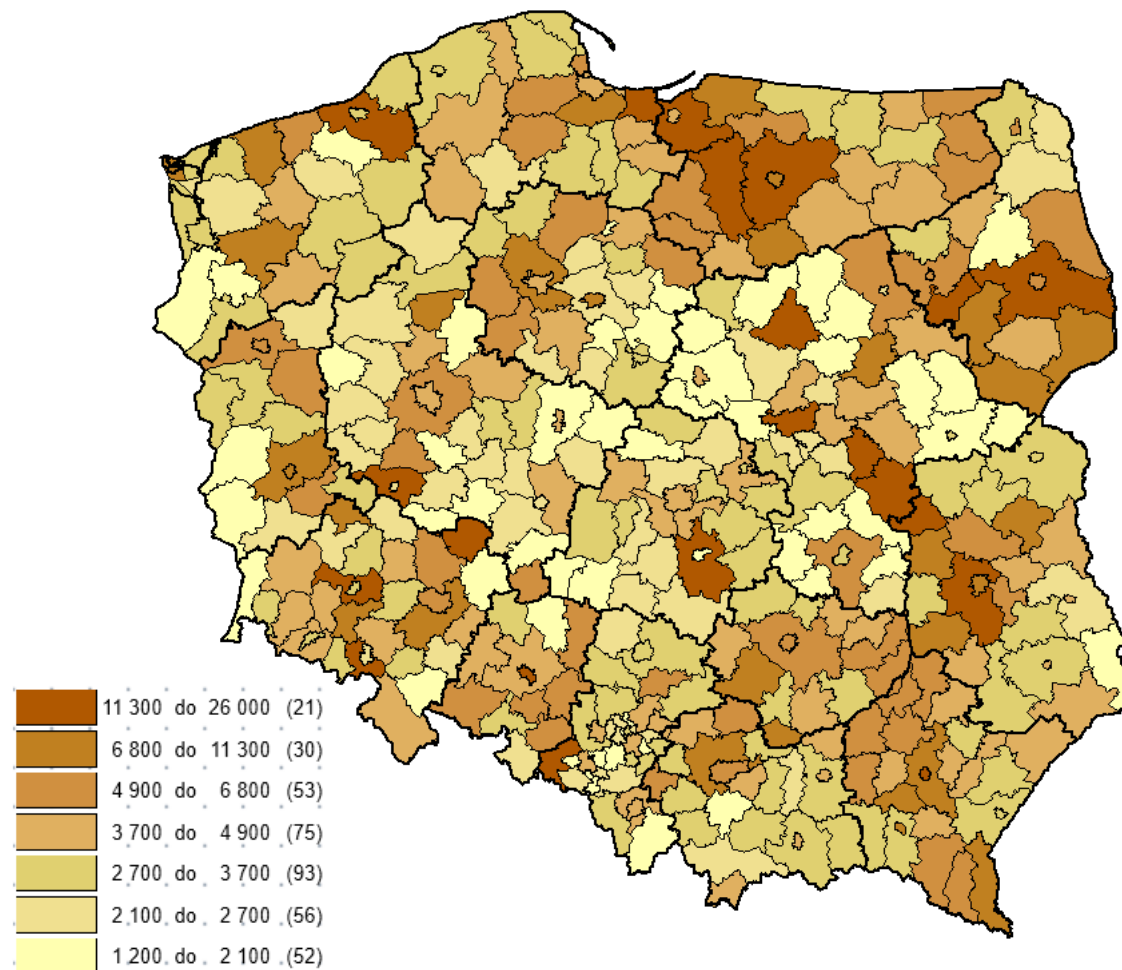 11 300 do 26 000 (21)
6 800 do 11 300 (30)
4 900 do 6 800 (53)
3 700 do 4 900 (75)
2 700 do 3 700 (93)
2 100 do 2 700 (56)
1 200 do 2 100 (52)